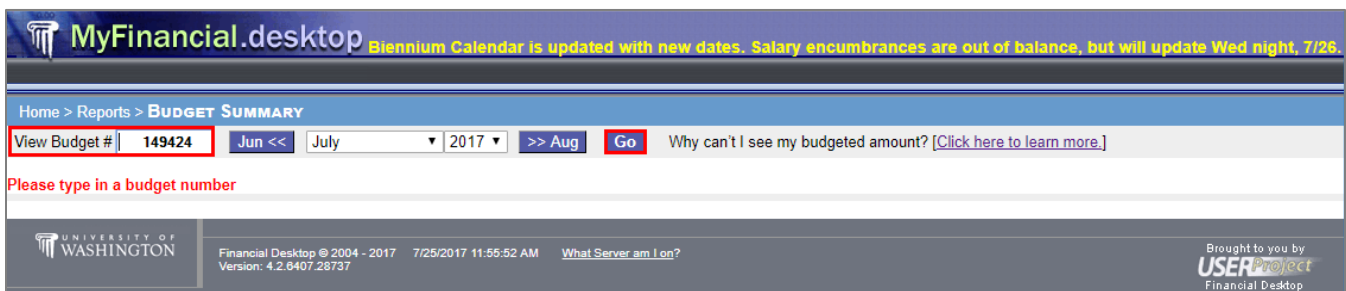 MyFinancial.desktop Biennium Calendar is updated with new dates. Salary encumbrances are out of balance, but will update Wed night, 7/26.
Home > Reports > BUDGET SUMMARY
View Budget # 149424 Jun << July 2017 >> Aug Go Why can't I see my budgeted amount? [Click here to learn more.]
Please type in a budget number
UNIVERSITY OF
WASHINGTON
Financial Desktop © 2004 - 2017 7/25/2017 11:55:52 AM What Server am I on?
Version: 4.2.6407.28737
Brought to you by
USERProject
Financial Desktop